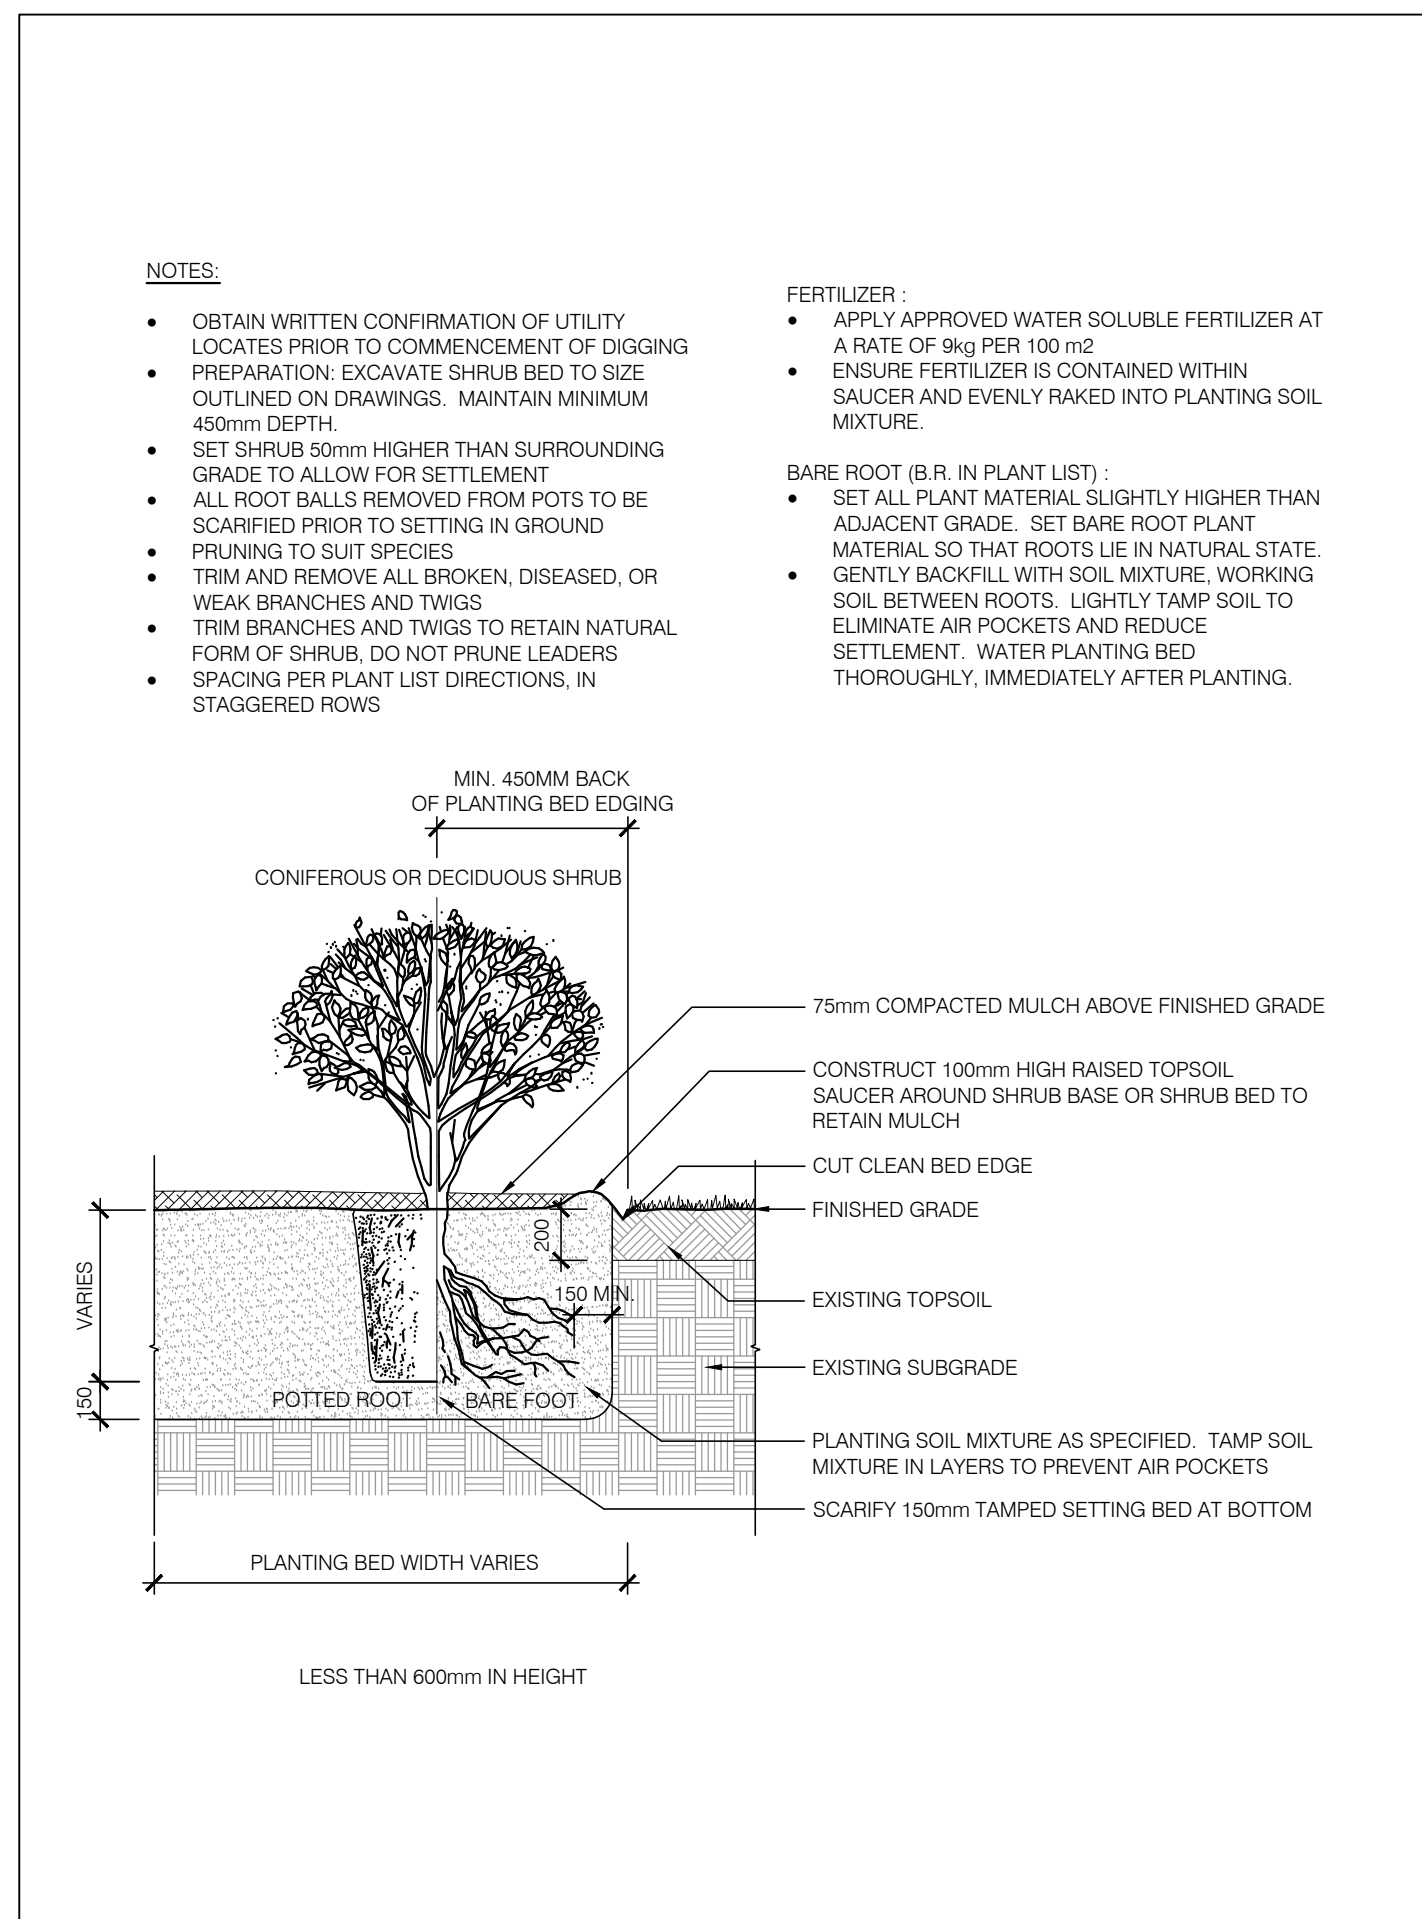 NOTES:
• OBTAIN WRITTEN CONFIRMATION OF UTILITY
LOCATES PRIOR TO COMMENCEMENT OF DIGGING
• PREPARATION: EXCAVATE SHRUB BED TO SIZE
OUTLINED ON DRAWINGS. MAINTAIN MINIMUM
450mm DEPTH.
• SET SHRUB 50mm HIGHER THAN SURROUNDING
GRADE TO ALLOW FOR SETTLEMENT
• ALL ROOT BALLS REMOVED FROM POTS TO BE
SCARIFIED PRIOR TO SETTING IN GROUND
• PRUNING TO SUIT SPECIES
• TRIM AND REMOVE ALL BROKEN, DISEASED, OR
WEAK BRANCHES AND TWIGS
• TRIM BRANCHES AND TWIGS TO RETAIN NATURAL
FORM OF SHRUB, DO NOT PRUNE LEADERS
• SPACING PER PLANT LIST DIRECTIONS, IN
STAGGERED ROWS
FERTILIZER :
• APPLY APPROVED WATER SOLUBLE FERTILIZER AT
A RATE OF 9kg PER 100 m2
• ENSURE FERTILIZER IS CONTAINED WITHIN
SAUCER AND EVENLY RAKED INTO PLANTING SOIL
MIXTURE.
BARE ROOT (B.R. IN PLANT LIST) :
• SET ALL PLANT MATERIAL SLIGHTLY HIGHER THAN
ADJACENT GRADE. SET BARE ROOT PLANT
MATERIAL SO THAT ROOTS LIE IN NATURAL STATE.
• GENTLY BACKFILL WITH SOIL MIXTURE, WORKING
SOIL BETWEEN ROOTS. LIGHTLY TAMP SOIL TO
ELIMINATE AIR POCKETS AND REDUCE
SETTLEMENT. WATER PLANTING BED
THOROUGHLY, IMMEDIATELY AFTER PLANTING.
MIN. 450MM BACK
OF PLANTING BED EDGING
CONIFEROUS OR DECIDUOUS SHRUB
75mm COMPACTED MULCH ABOVE FINISHED GRADE
CONSTRUCT 100mm HIGH RAISED TOPSOIL
SAUCER AROUND SHRUB BASE OR SHRUB BED TO
RETAIN MULCH
CUT CLEAN BED EDGE
FINISHED GRADE
200
150 MIN.
VARIES
150
EXISTING TOPSOIL
EXISTING SUBGRADE
POTTED ROOT
BARE FOOT
PLANTING SOIL MIXTURE AS SPECIFIED. TAMP SOIL
MIXTURE IN LAYERS TO PREVENT AIR POCKETS
SCARIFY 150mm TAMPED SETTING BED AT BOTTOM
PLANTING BED WIDTH VARIES
LESS THAN 600mm IN HEIGHT